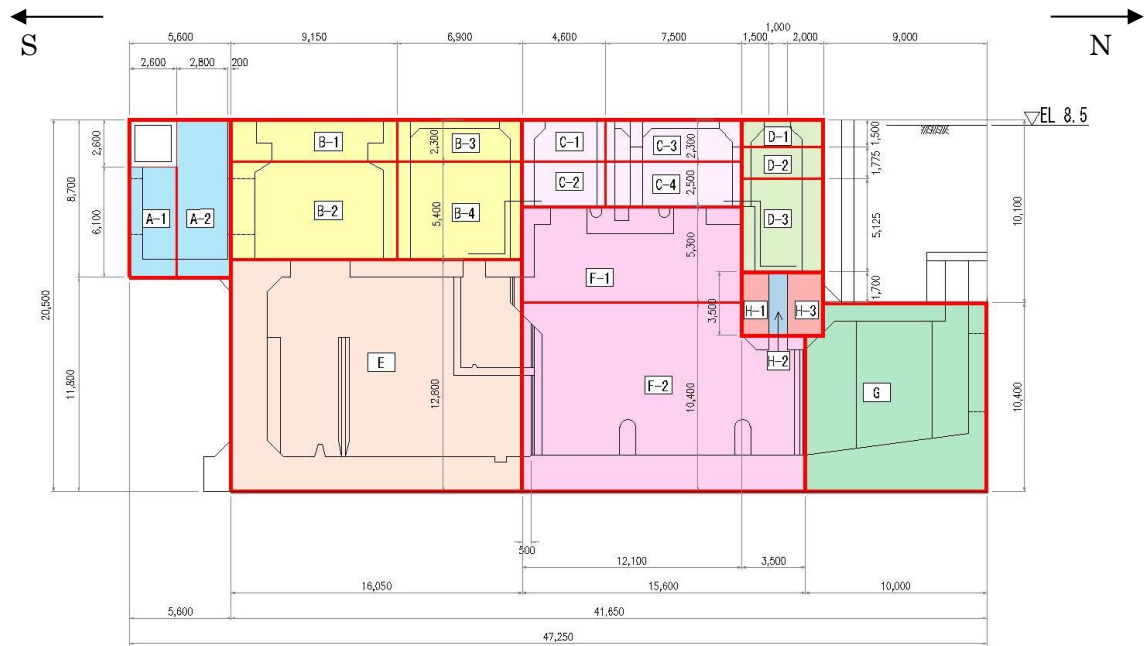 S
N
5,600
9,150
6,900
4,600
7,500
1,500
1,000
2,000
9,000
2,600
2,800
200
EL 8.5
2,600
8,700
6,100
20,500
11,800
A-1
A-2
B-1
B-2
B-3
B-4
2,300
5,400
C-1
C-2
C-3
C-4
2,300
2,500
D-1
D-2
D-3
1,500
1,775
5,125
1,700
10,100
10,400
E
12,800
F-1
5,300
F-2
10,400
3,500
H-1
H-3
H-2
G
500
12,100
3,500
16,050
15,600
10,000
5,600
41,650
47,250